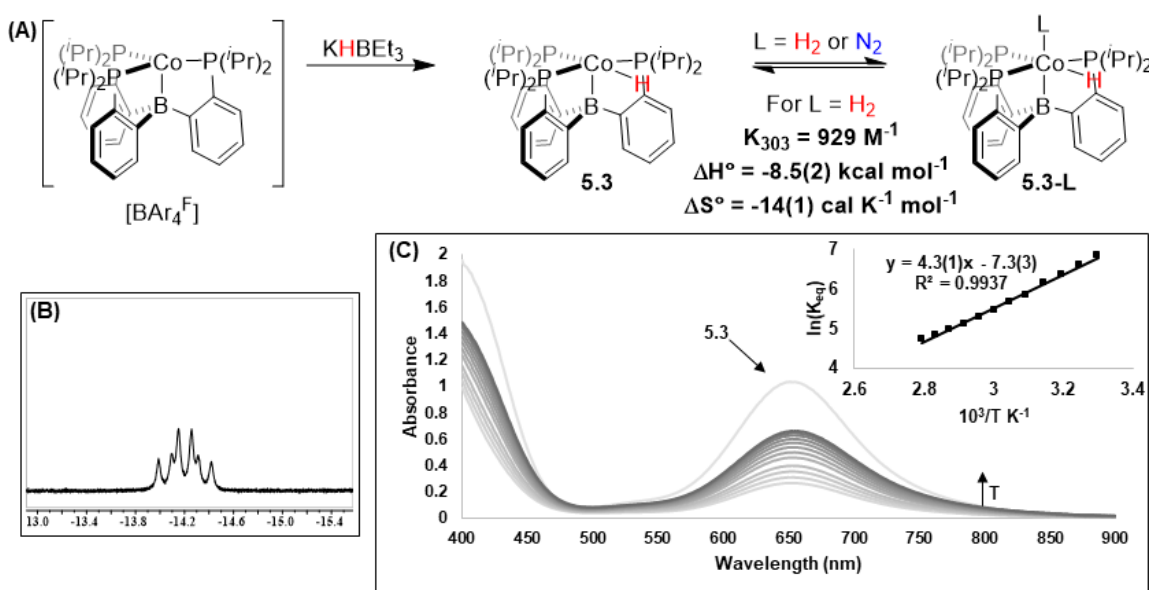 (A)
(ⁱPr)₂P
(ⁱPr)₂P
Co
P(ⁱPr)₂
B
[BAr₄ᶠ]
KHBEt₃
(ⁱPr)₂P
(ⁱPr)₂P
Co
P(ⁱPr)₂
H
B
5.3
L = H₂ or N₂
For L = H₂
K₃₀₃ = 929 M⁻¹
ΔHº = -8.5(2) kcal mol⁻¹
ΔSº = -14(1) cal K⁻¹ mol⁻¹
L
(ⁱPr)₂P
(ⁱPr)₂P
Co
P(ⁱPr)₂
H
B
5.3-L
(B)
13.0 -13.4 -13.8 -14.2 -14.6 -15.0 -15.4
(C)
Absorbance
2
1.8
1.6
1.4
1.2
1
0.8
0.6
0.4
0.2
0
400 450 500 550 600 650 700 750 800 850 900
Wavelength (nm)
5.3
T
y = 4.3(1)x - 7.3(3)
R² = 0.9937
ln(K_eq)
7
6
5
4
2.6 2.8 3 3.2 3.4
10³/T K⁻¹